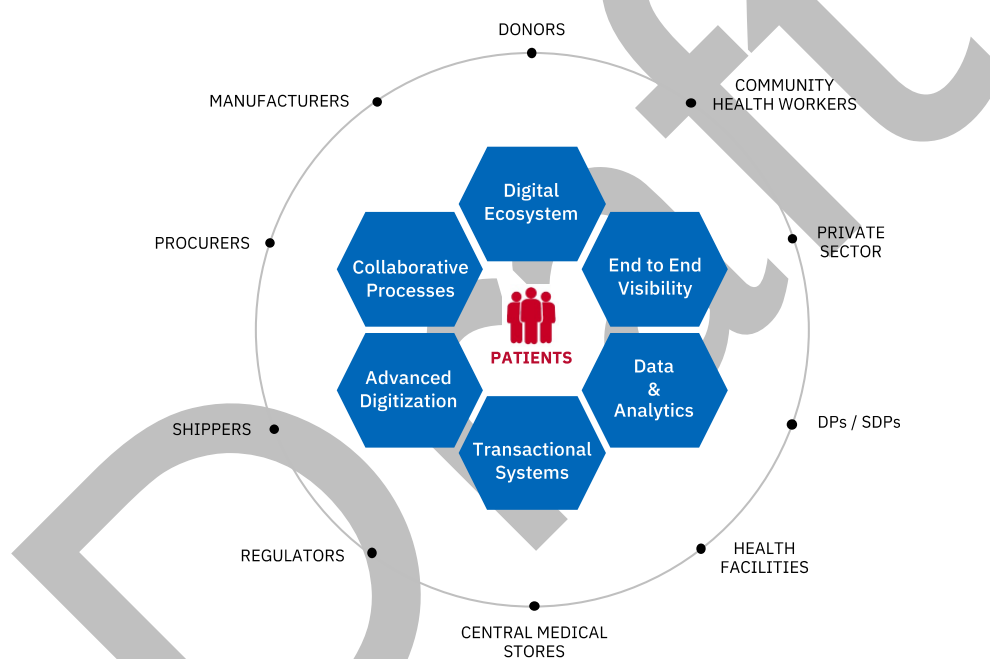 DONORS
MANUFACTURERS
COMMUNITY
HEALTH WORKERS
PROCURERS
PRIVATE
SECTOR
Digital
Ecosystem
Collaborative
Processes
End to End
Visibility
PATIENTS
Advanced
Digitization
Data
&
Analytics
Transactional
Systems
SHIPPERS
DPs / SDPs
REGULATORS
HEALTH
FACILITIES
CENTRAL MEDICAL
STORES
Draft